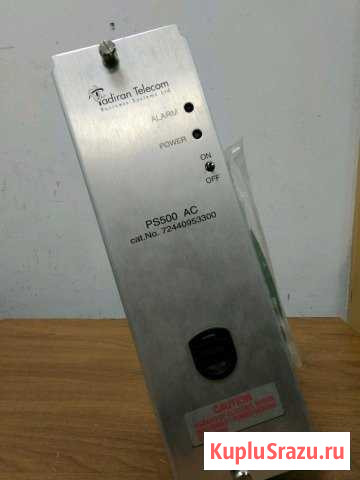 Tadiran Telecom
Business Systems Ltd
ALARM
POWER
ON
OFF
PS500 AC
cat.No. 72440953300
CAUTION
KupluSrazu.ru